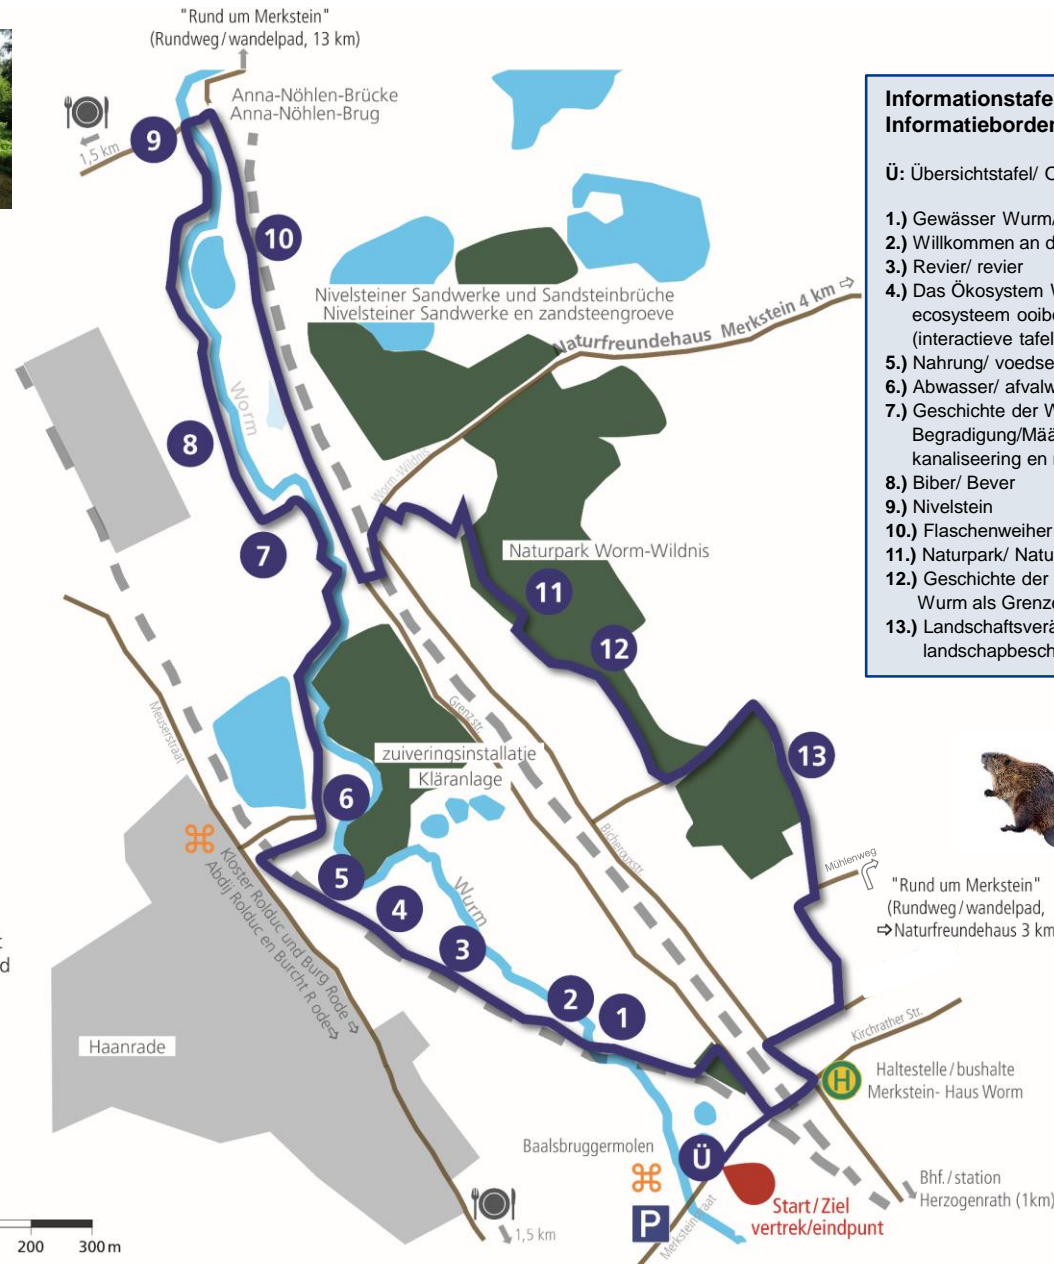 "Rund um Merkstein"
(Rundweg/wandelpad, 13 km)
Anna-Nöhlen-Brücke
Anna-Nöhlen-Brug
1,5 km
9
10
Nivelsteiner Sandwerke und Sandsteinbrüche
Nivelsteiner Sandwerke en zandsteengroeve
Naturfreundehaus Merkstein 4 km ⇨
Informationstafe
Informatieborden
Ü: Übersichtstafel/ O
1.) Gewässer Wurm/
2.) Willkommen an d
3.) Revier/ revier
4.) Das Ökosystem W
ecosysteem ooibo
(interactieve tafel
5.) Nahrung/ voedse
6.) Abwasser/ afvalw
7.) Geschichte der W
Begradigung/Mää
kanaliseering en
8.) Biber/ Bever
9.) Nivelstein
10.) Flaschenweiher
11.) Naturpark/ Natu
12.) Geschichte der
Wurm als Grenze
13.) Landschaftsverä
landschapbesch
Worm
8
Worm-Wildnis
7
Naturpark Worm-Wildnis
11
12
Meuserstraat
Grenzstr.
zuiveringsinstallatie
Kläranlage
13
6
Bicherouxstr.
Mühlenweg
Kloster Rolduc und Burg Rode ⇨
Abdij Rolduc en Burcht R ode⇨
5
4
Wurm
3
2
1
"Rund um Merkstein"
(Rundweg/wandelpad,
⇨Naturfreundehaus 3 km
t
d
Haanrade
Kirchrather Str.
H
Haltestelle/bushalte
Merkstein- Haus Worm
Baalsbruggermolen
Ü
P
Merksteinstraat
Start/Ziel
vertrek/eindpunt
Bhf./station
Herzogenrath (1km)
1,5 km
200 300 m